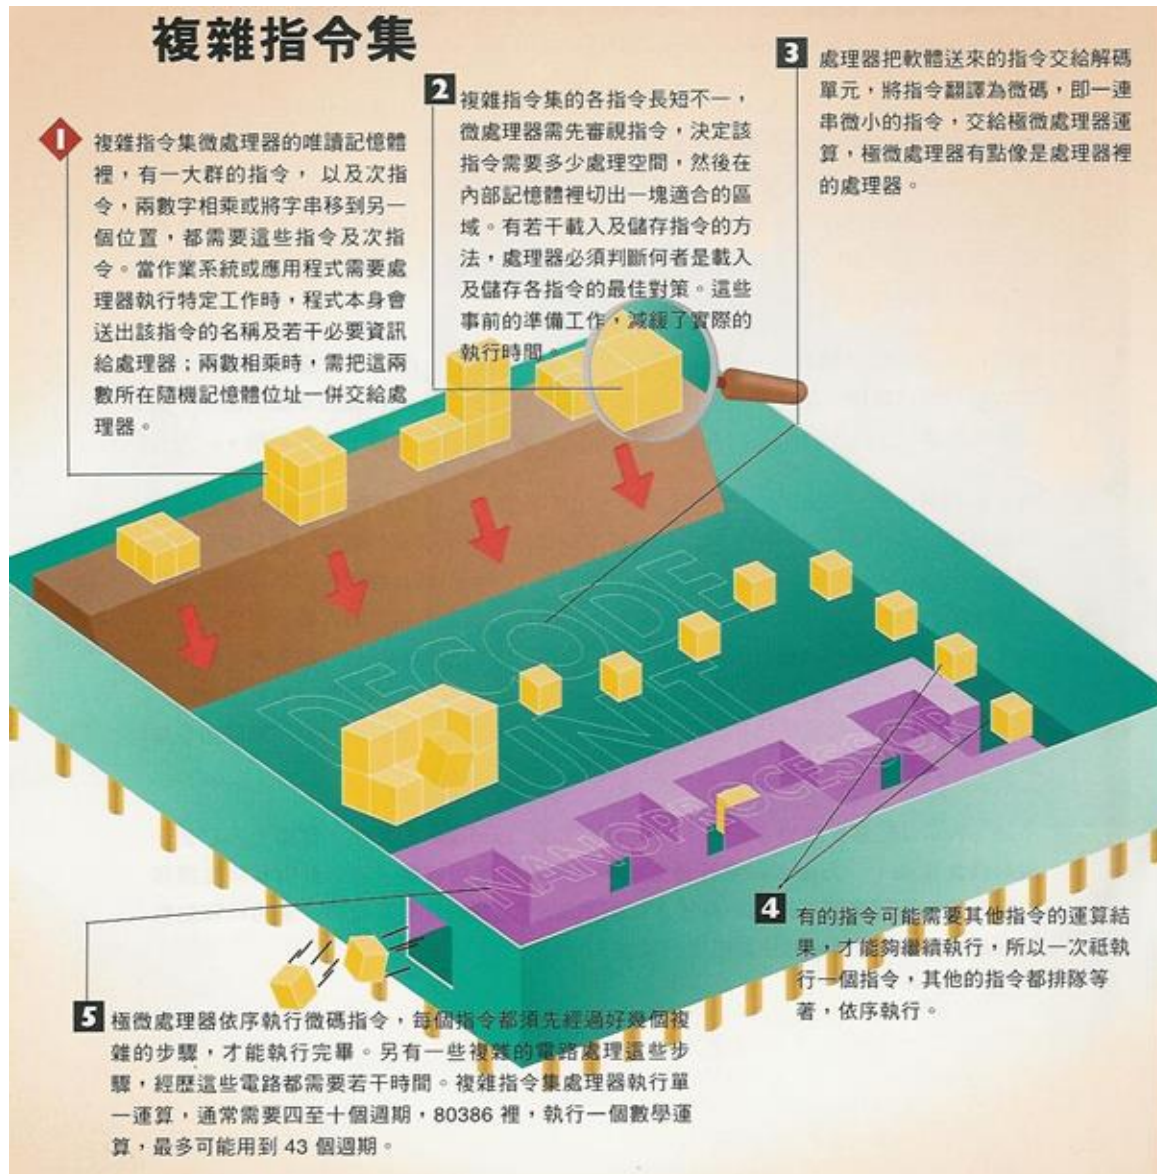 複雜指令集
1
複雜指令集微處理器的唯讀記憶體
裡，有一大群的指令， 以及次指
令，兩數字相乘或將字串移到另一
個位置，都需要這些指令及次指
令。當作業系統或應用程式需要處
理器執行特定工作時，程式本身會
送出該指令的名稱及若干必要資訊
給處理器；兩數相乘時，需把這兩
數所在隨機記憶體位址一併交給處
理器。
2
複雜指令集的各指令長短不一，
微處理器需先審視指令，決定該
指令需要多少處理空間，然後在
內部記憶體裡切出一塊適合的區
域。有若干載入及儲存指令的方
法，處理器必須判斷何者是載入
及儲存各指令的最佳對策。這些
事前的準備工作，減緩了實際的
執行時間。
3
處理器把軟體送來的指令交給解碼
單元，將指令翻譯為微碼，即一連
串微小的指令，交給極微處理器運
算，極微處理器有點像是處理器裡
的處理器。
DECODE
UNIT
NANOPROCESSOR
4
有的指令可能需要其他指令的運算結
果，才能夠繼續執行，所以一次祇執
行一個指令，其他的指令都排隊等
著，依序執行。
5
極微處理器依序執行微碼指令，每個指令都須先經過好幾個複
雜的步驟，才能執行完畢。另有一些複雜的電路處理這些步
驟，經歷這些電路都需要若干時間。複雜指令集處理器執行單
一運算，通常需要四至十個週期，80386 裡，執行一個數學運
算，最多可能用到 43 個週期。